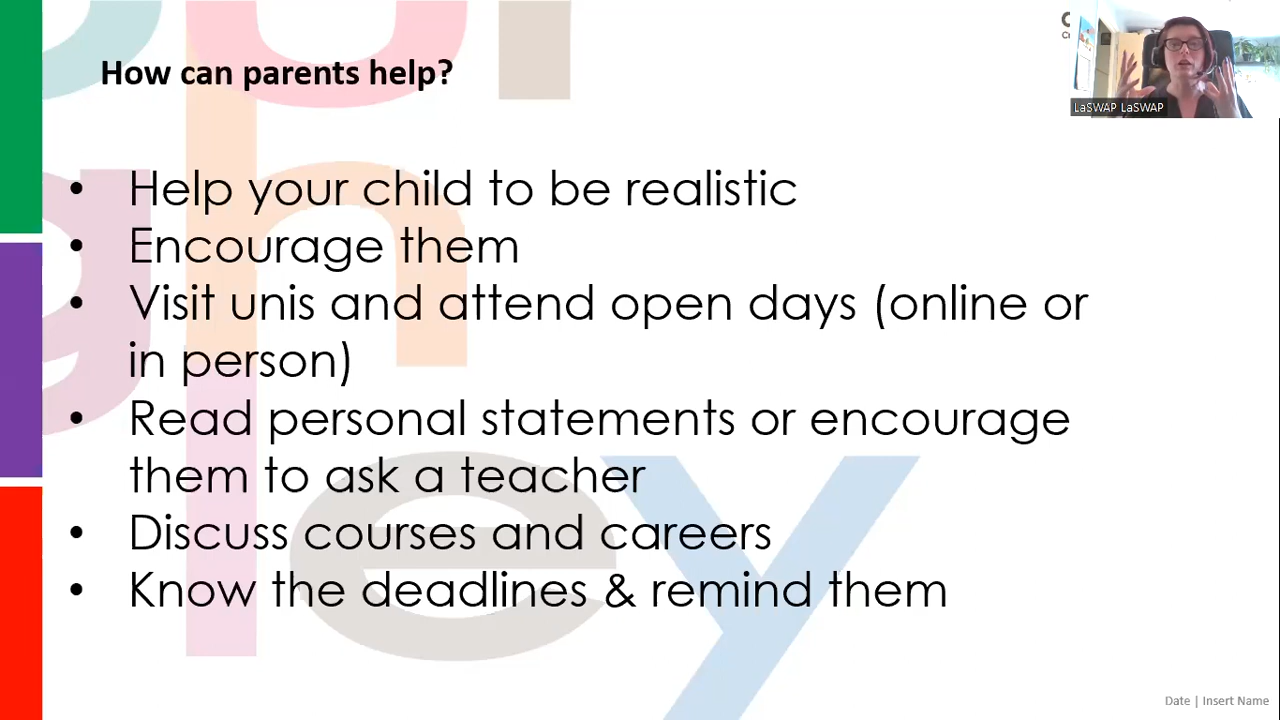 How can parents help?
LaSWAP LaSWAP
• Help your child to be realistic
• Encourage them
• Visit unis and attend open days (online or
in person)
• Read personal statements or encourage
them to ask a teacher
• Discuss courses and careers
• Know the deadlines & remind them
Date | Insert Name